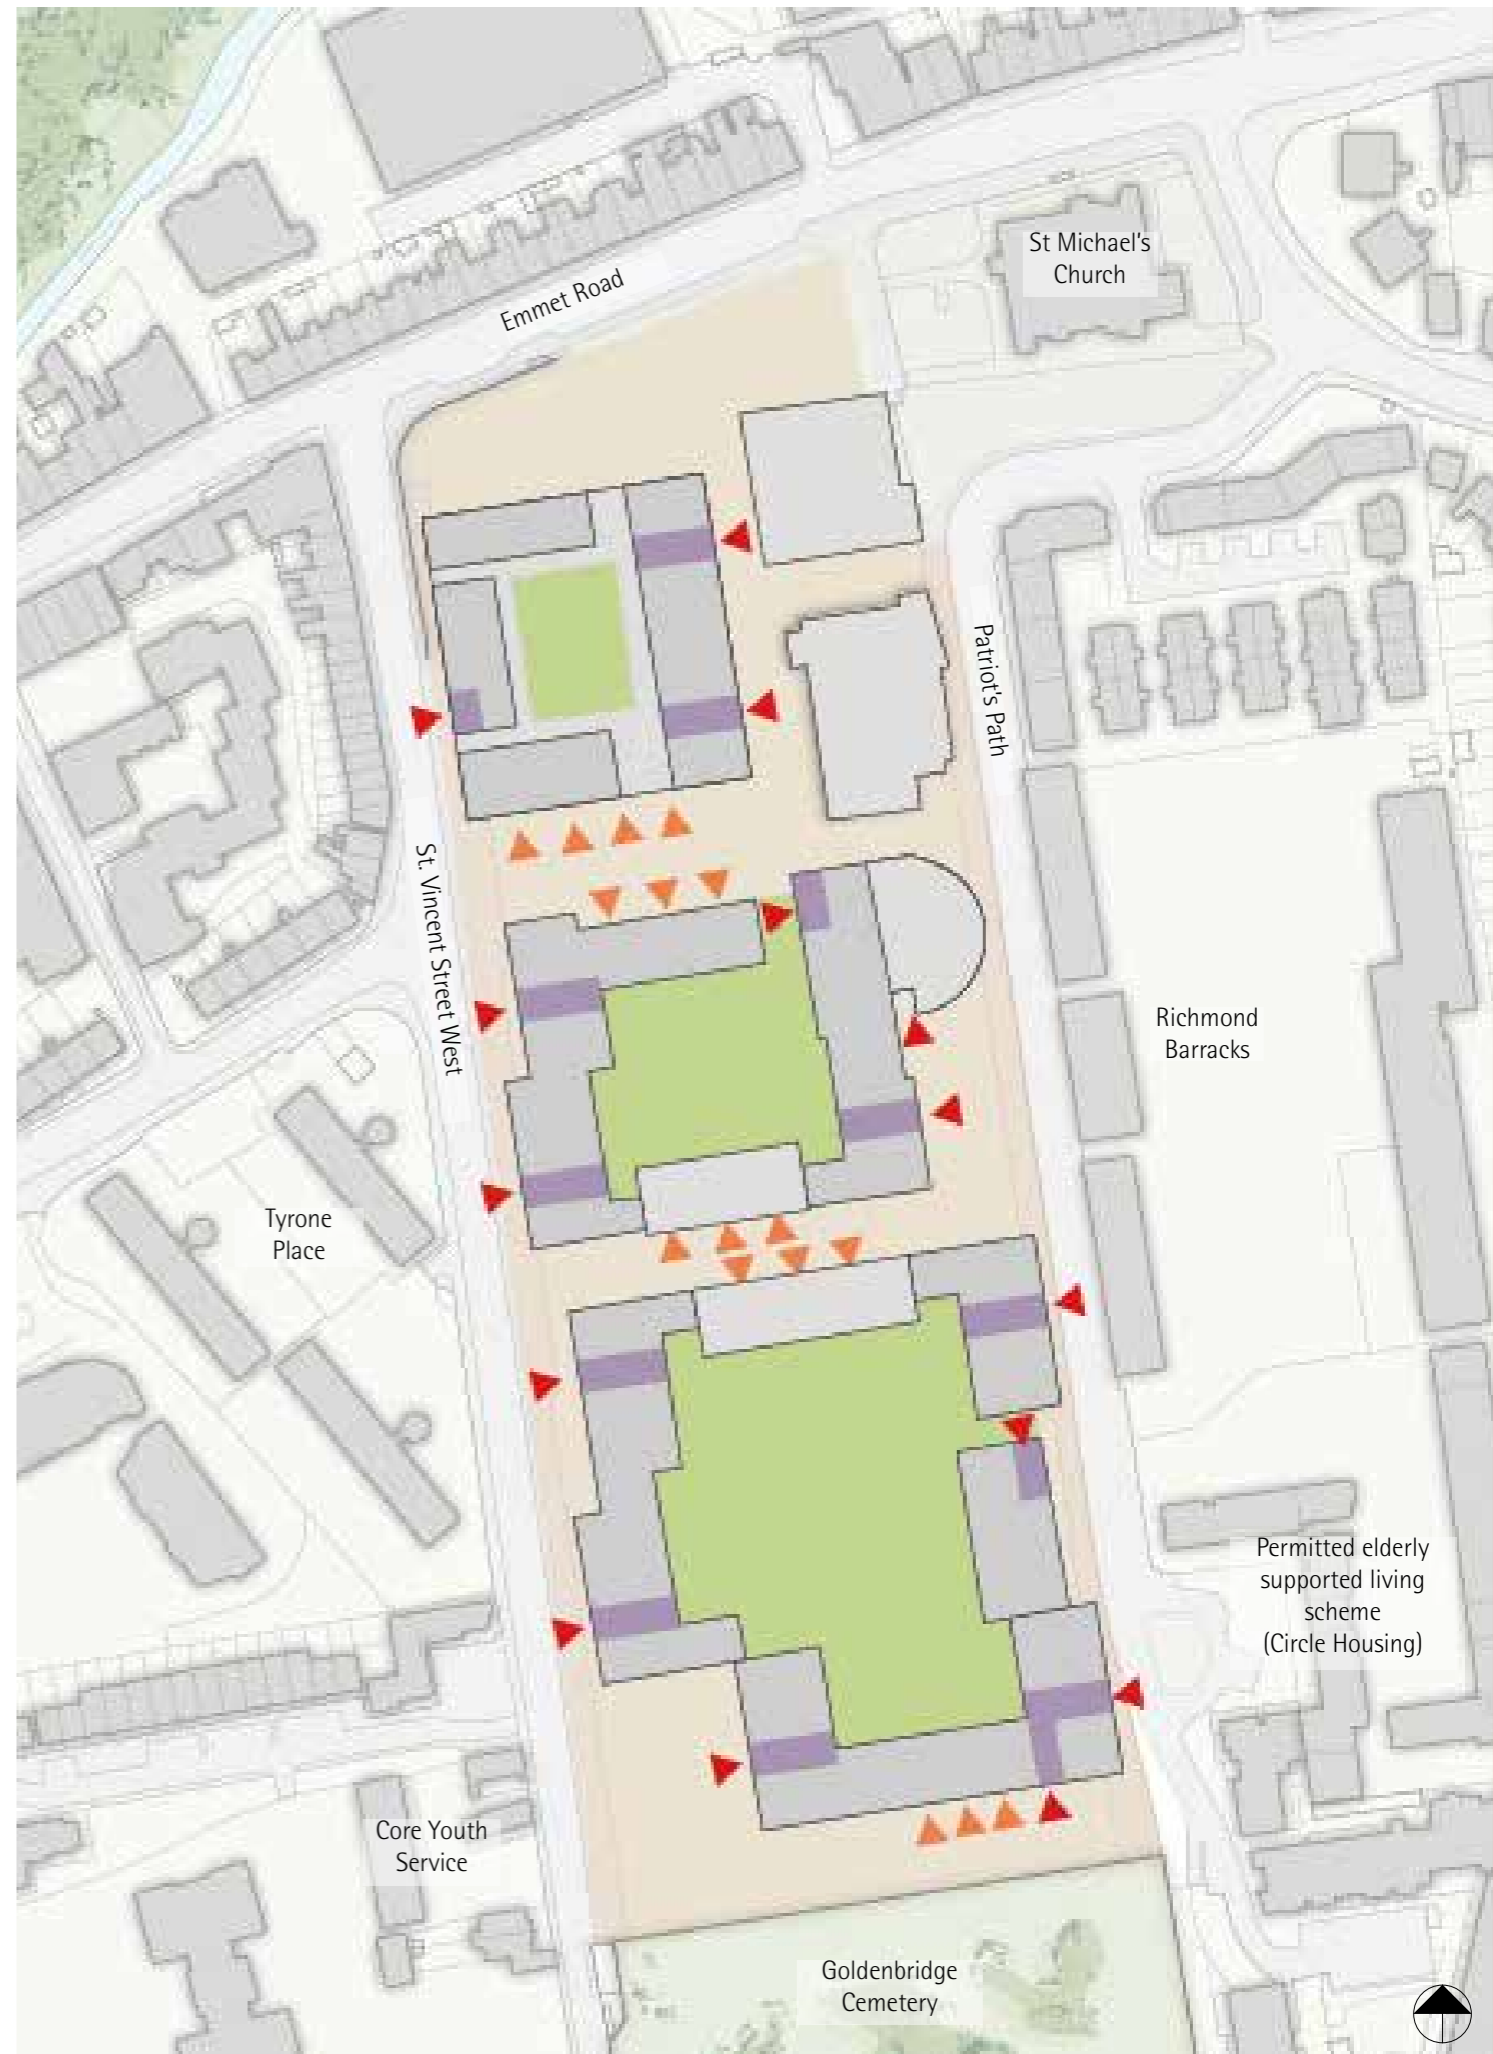 St Michael's
Church
Emmet Road
Patriot's Path
St. Vincent Street West
Richmond
Barracks
Tyrone
Place
Permitted elderly
supported living
scheme
(Circle Housing)
Core Youth
Service
Goldenbridge
Cemetery